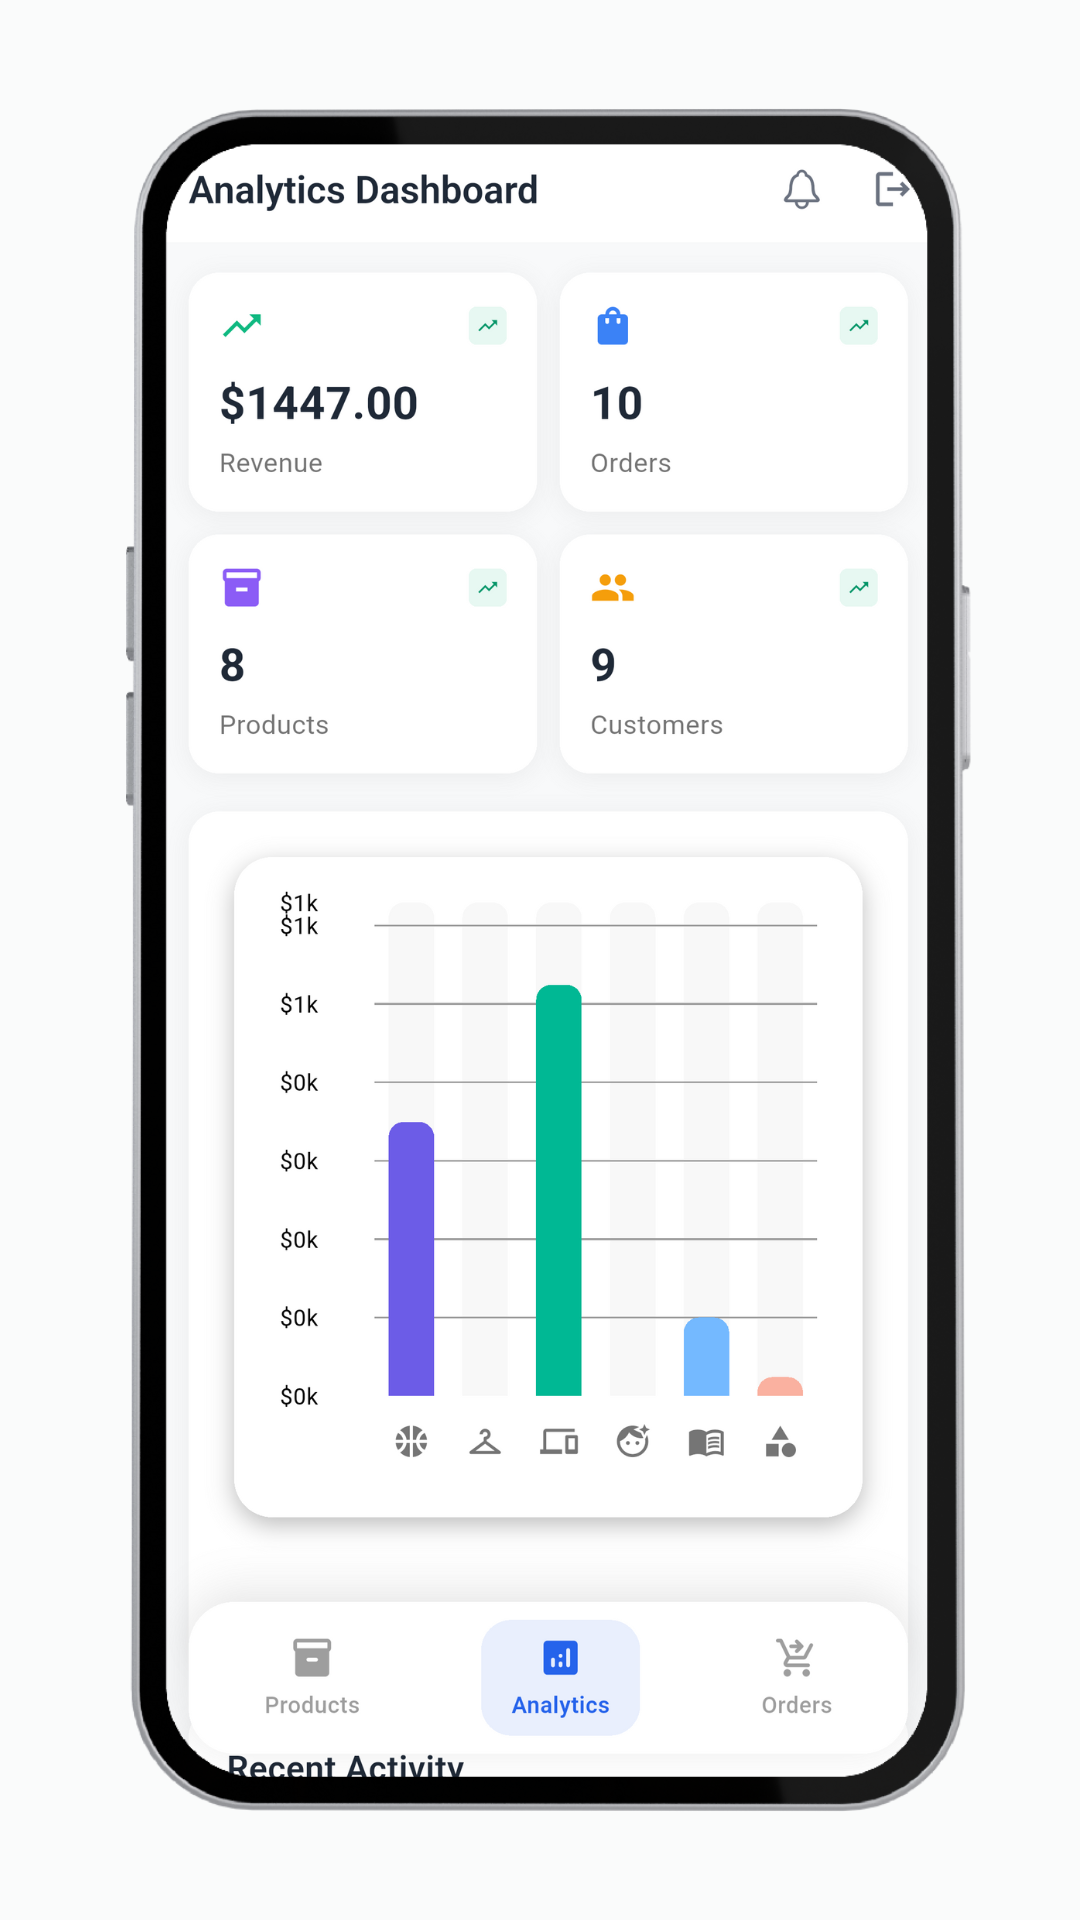 Analytics Dashboard
$1447.00
Revenue
10
Orders
8
Products
9
Customers
$1k
$1k
$1k
$0k
$0k
$0k
$0k
$0k
Products
Analytics
Orders
Recent Activity